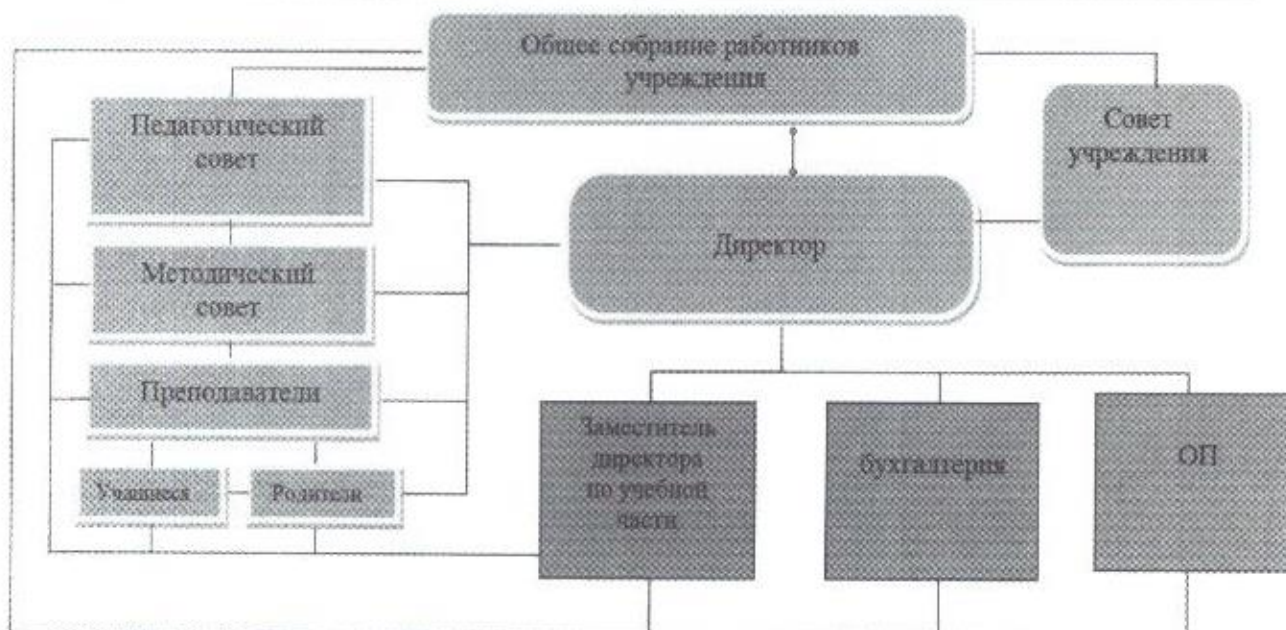 Общее собрание работников
учреждения
Педагогический
совет
Совет
учреждения
Директор
Методический
совет
Преподаватели
Учащиеся
Родители
Заместитель
директора
по учебной
части
бухгалтерия
ОП